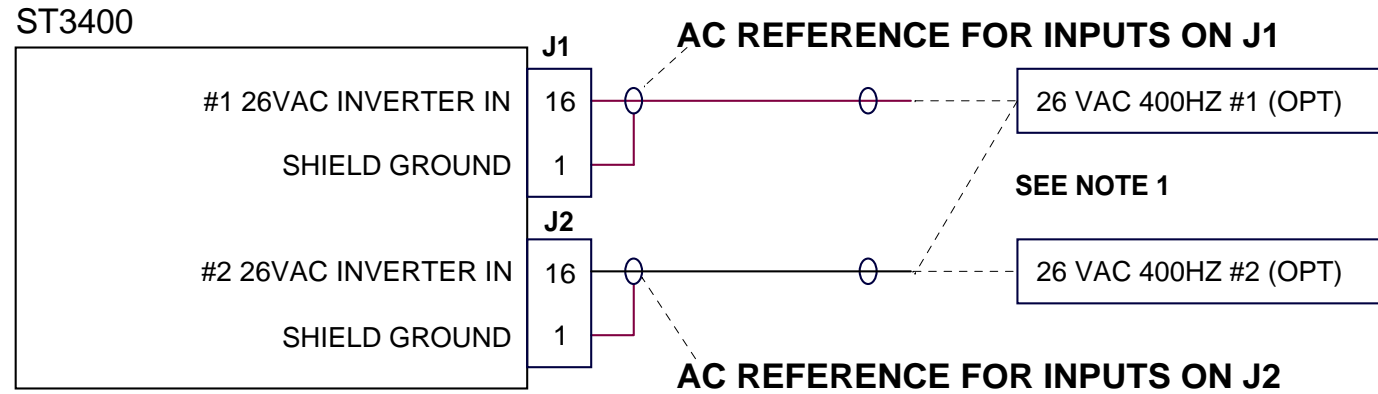 ST3400
J1
AC REFERENCE FOR INPUTS ON J1
#1 26VAC INVERTER IN
16
26 VAC 400HZ #1 (OPT)
SHIELD GROUND
1
SEE NOTE 1
J2
#2 26VAC INVERTER IN
16
26 VAC 400HZ #2 (OPT)
SHIELD GROUND
1
AC REFERENCE FOR INPUTS ON J2